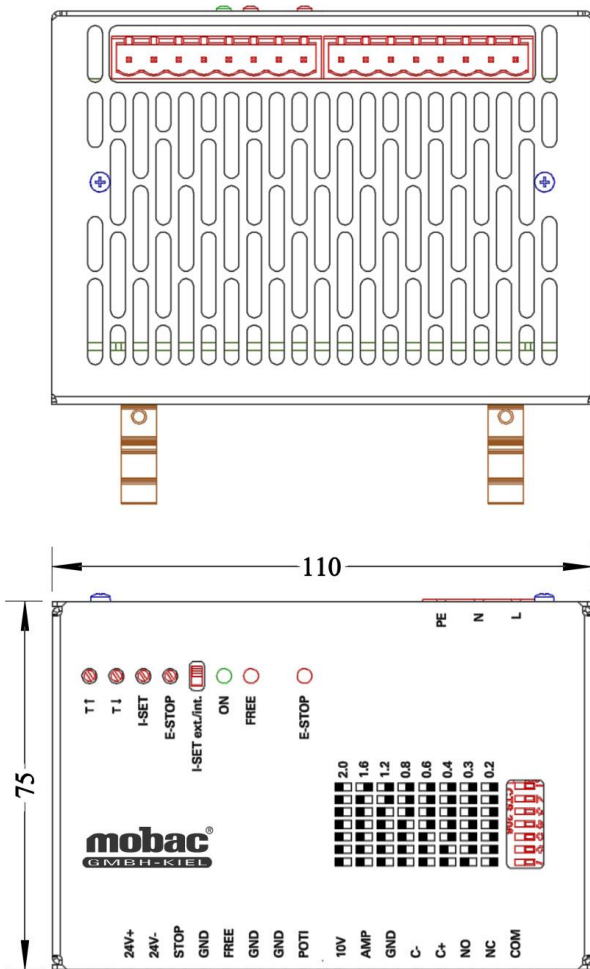 110
75
PE
N
L
T↑
T↓
I-SET
E-STOP
I-SET ext./int.
ON
FREE
E-STOP
2.0
1.6
1.2
0.8
0.6
0.4
0.3
0.2
mobac®
GMBH-KIEL
24V+
24V-
STOP
GND
FREE
GND
GND
POTI
10V
AMP
GND
C-
C+
NO
NC
COM